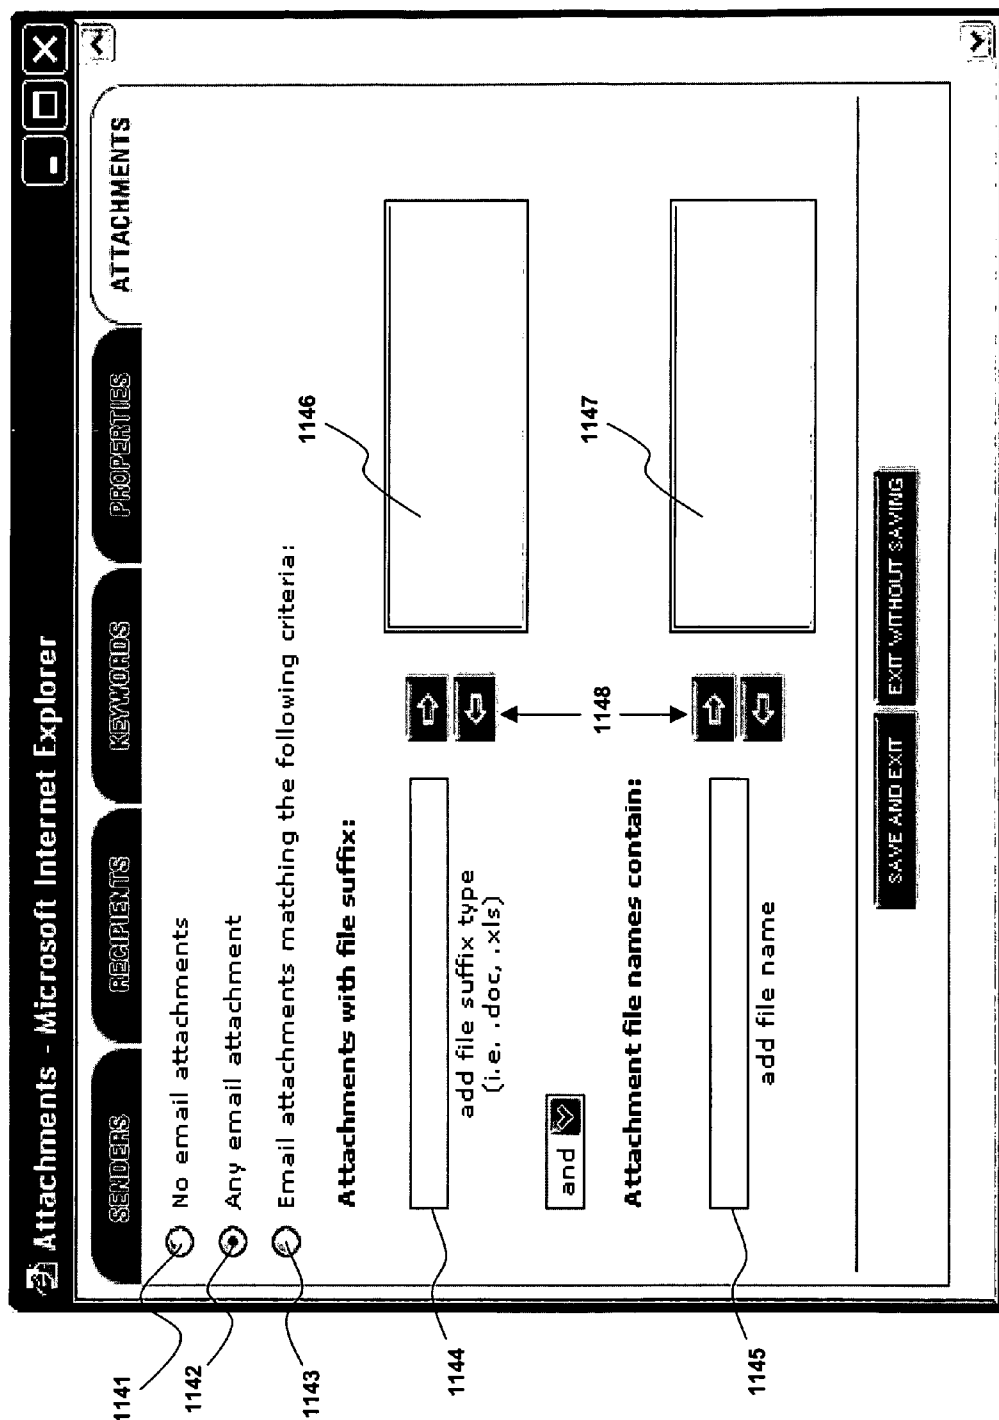 Attachments - Microsoft Internet Explorer
SENDERS
RECIPIENTS
KEYWORDS
PROPERTIES
ATTACHMENTS
1141
No email attachments
1142
Any email attachment
1143
Email attachments matching the following criteria:
Attachments with file suffix:
1146
1144
add file suffix type
(i.e. .doc, .xls)
and
1148
Attachment file names contain:
1147
1145
add file name
SAVE AND EXIT
EXIT WITHOUT SAVING